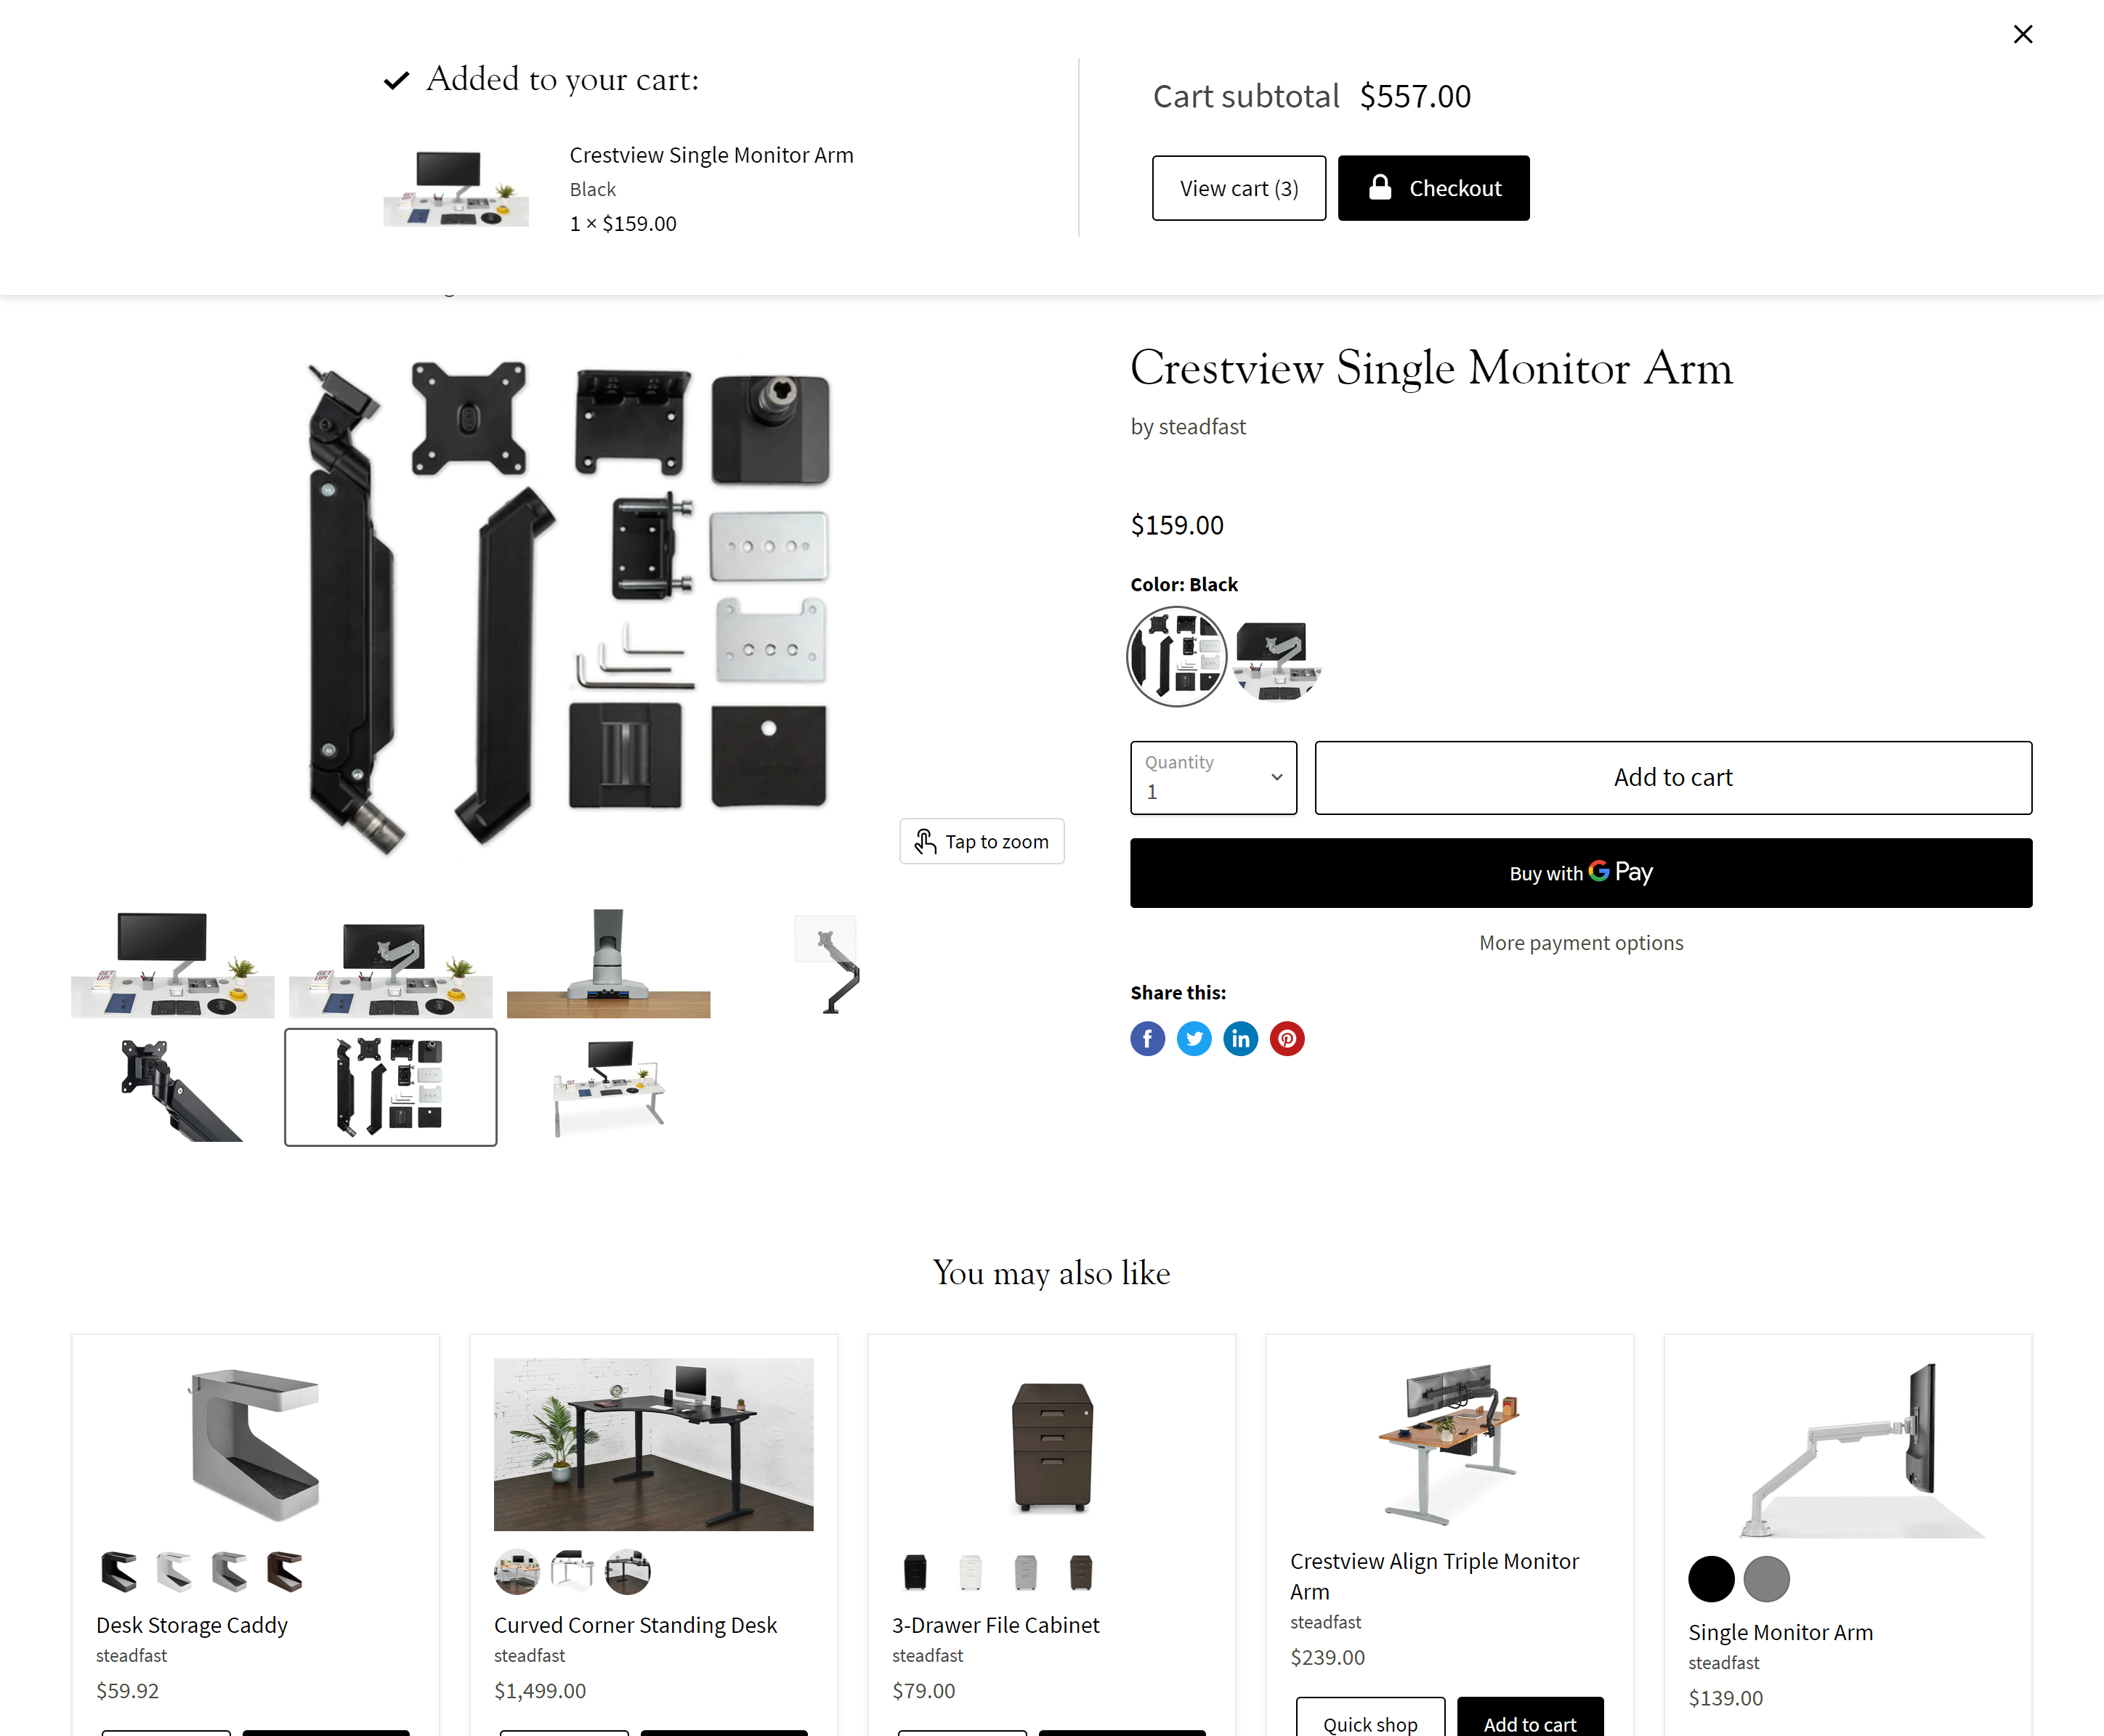 Added to your cart:
Crestview Single Monitor Arm
Black
1 × $159.00
Cart subtotal $557.00
View cart (3)
Checkout
Crestview Single Monitor Arm
by steadfast
$159.00
Color: Black
Quantity
1
Add to cart
Buy with G Pay
More payment options
Share this:
Tap to zoom
GET UP!
GET UP!
You may also like
Desk Storage Caddy
steadfast
$59.92
Curved Corner Standing Desk
steadfast
$1,499.00
3-Drawer File Cabinet
steadfast
$79.00
Crestview Align Triple Monitor
Arm
steadfast
$239.00
Quick shop
Add to cart
Single Monitor Arm
steadfast
$139.00